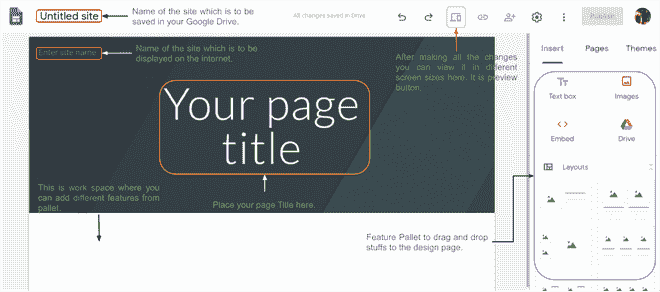 Untitled site
Name of the site which is to be
saved in your Google Drive.
All changes saved in Drive
Publish
Enter site name
Name of the site which is to be
displayed on the internet.
After making all the changes
you can view it in different
screen sizes here. It is preview
button.
Insert Pages Themes
Your page
title
Text box Images
Embed Drive
Layouts
This is work space where you
can add different features from
pallet.
Place your page Title here.
Feature Pallet to drag and drop
stuffs to the design page.